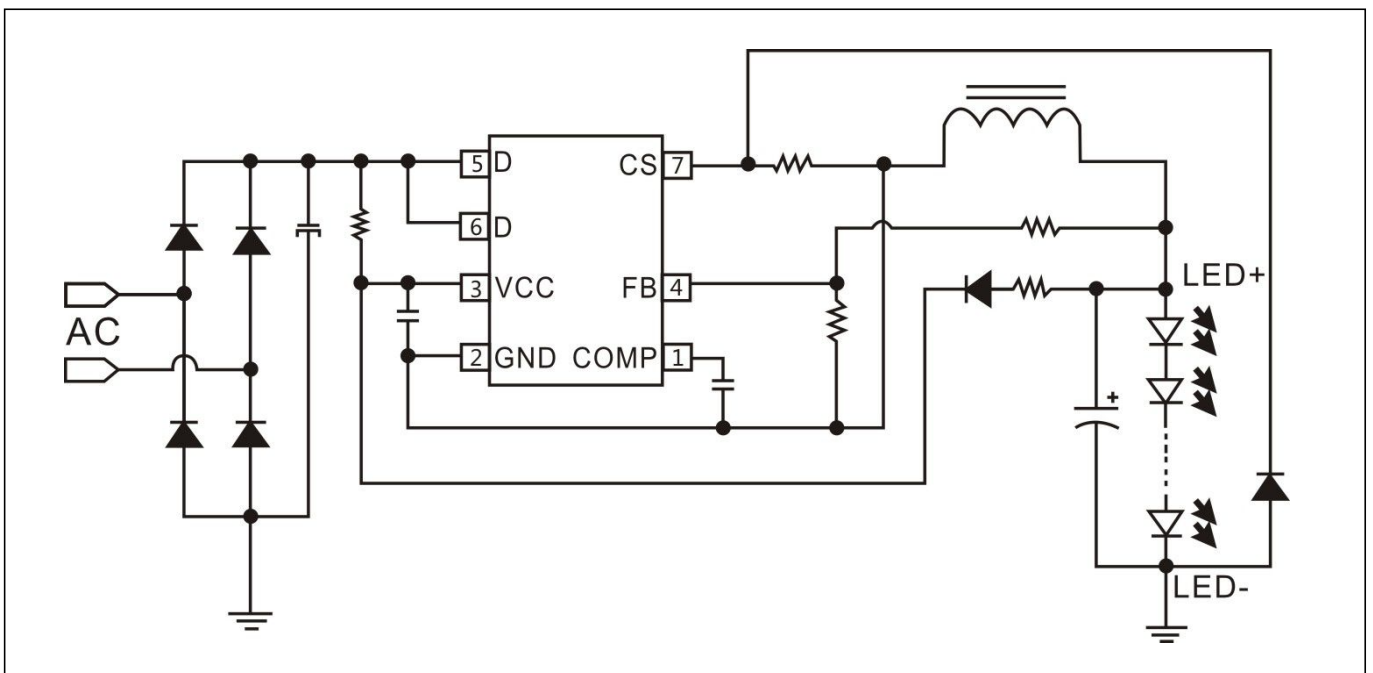 5 D
CS 7
6 D
LED+
3 VCC
FB 4
AC
2 GND
COMP 1
+
LED-